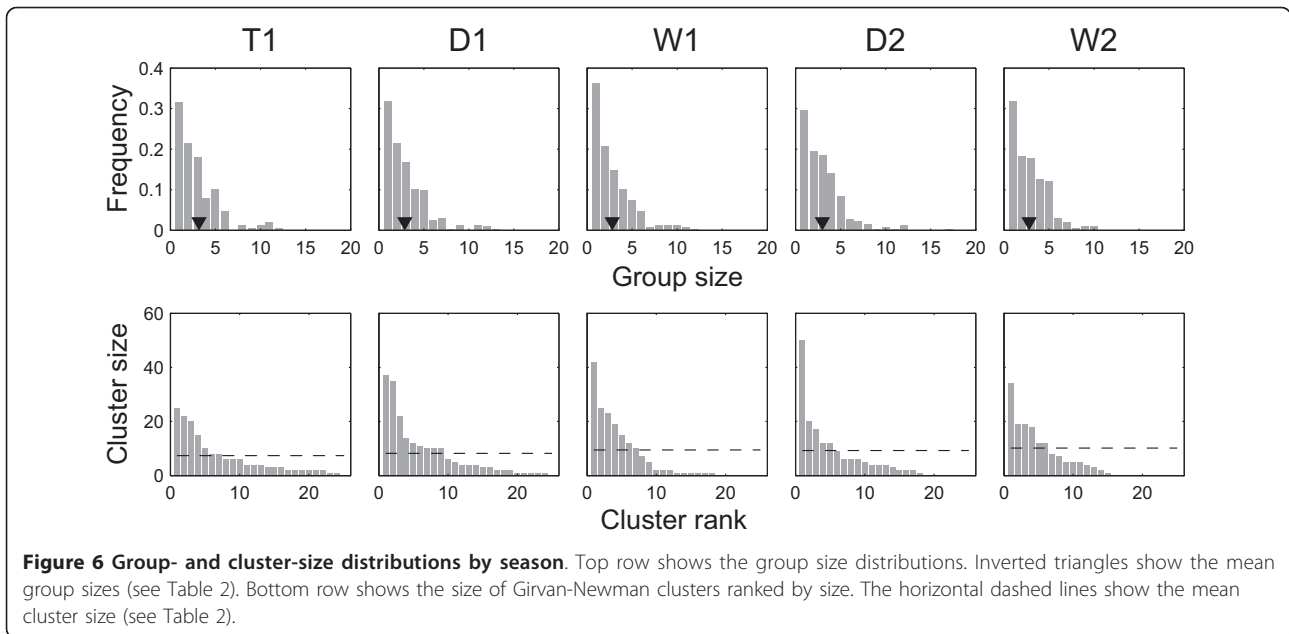 T1 D1 W1 D2 W2
Frequency
0.4
0.3
0.2
0.1
0
0 5 10 15 20 0 5 10 15 20 0 5 10 15 20 0 5 10 15 20 0 5 10 15 20
Group size
Cluster size
60
40
20
0
0 10 20 0 10 20 0 10 20 0 10 20 0 10 20
Cluster rank
Figure 6 Group- and cluster-size distributions by season. Top row shows the group size distributions. Inverted triangles show the mean
group sizes (see Table 2). Bottom row shows the size of Girvan-Newman clusters ranked by size. The horizontal dashed lines show the mean
cluster size (see Table 2).